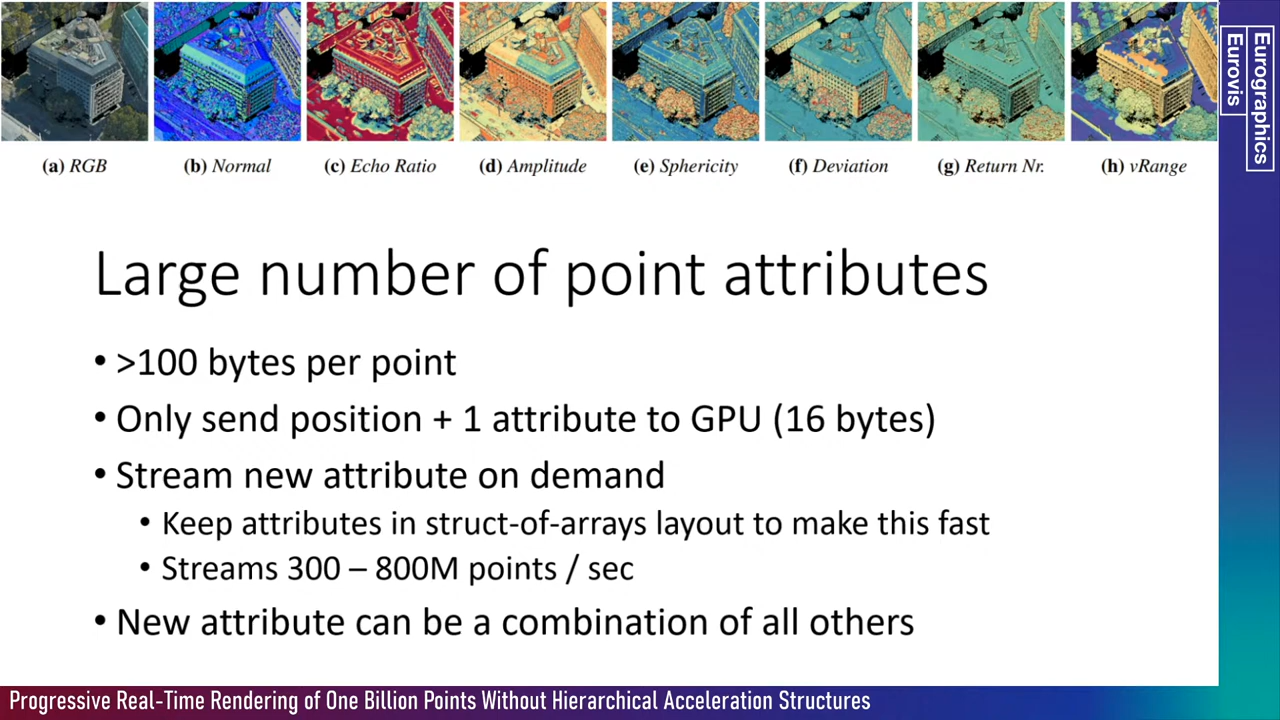 (a) RGB
(b) Normal
(c) Echo Ratio
(d) Amplitude
(e) Sphericity
(f) Deviation
(g) Return Nr.
(h) vRange
Eurographics
Eurovis
Large number of point attributes
• >100 bytes per point
• Only send position + 1 attribute to GPU (16 bytes)
• Stream new attribute on demand
• Keep attributes in struct-of-arrays layout to make this fast
• Streams 300 – 800M points / sec
• New attribute can be a combination of all others
Progressive Real-Time Rendering of One Billion Points Without Hierarchical Acceleration Structures